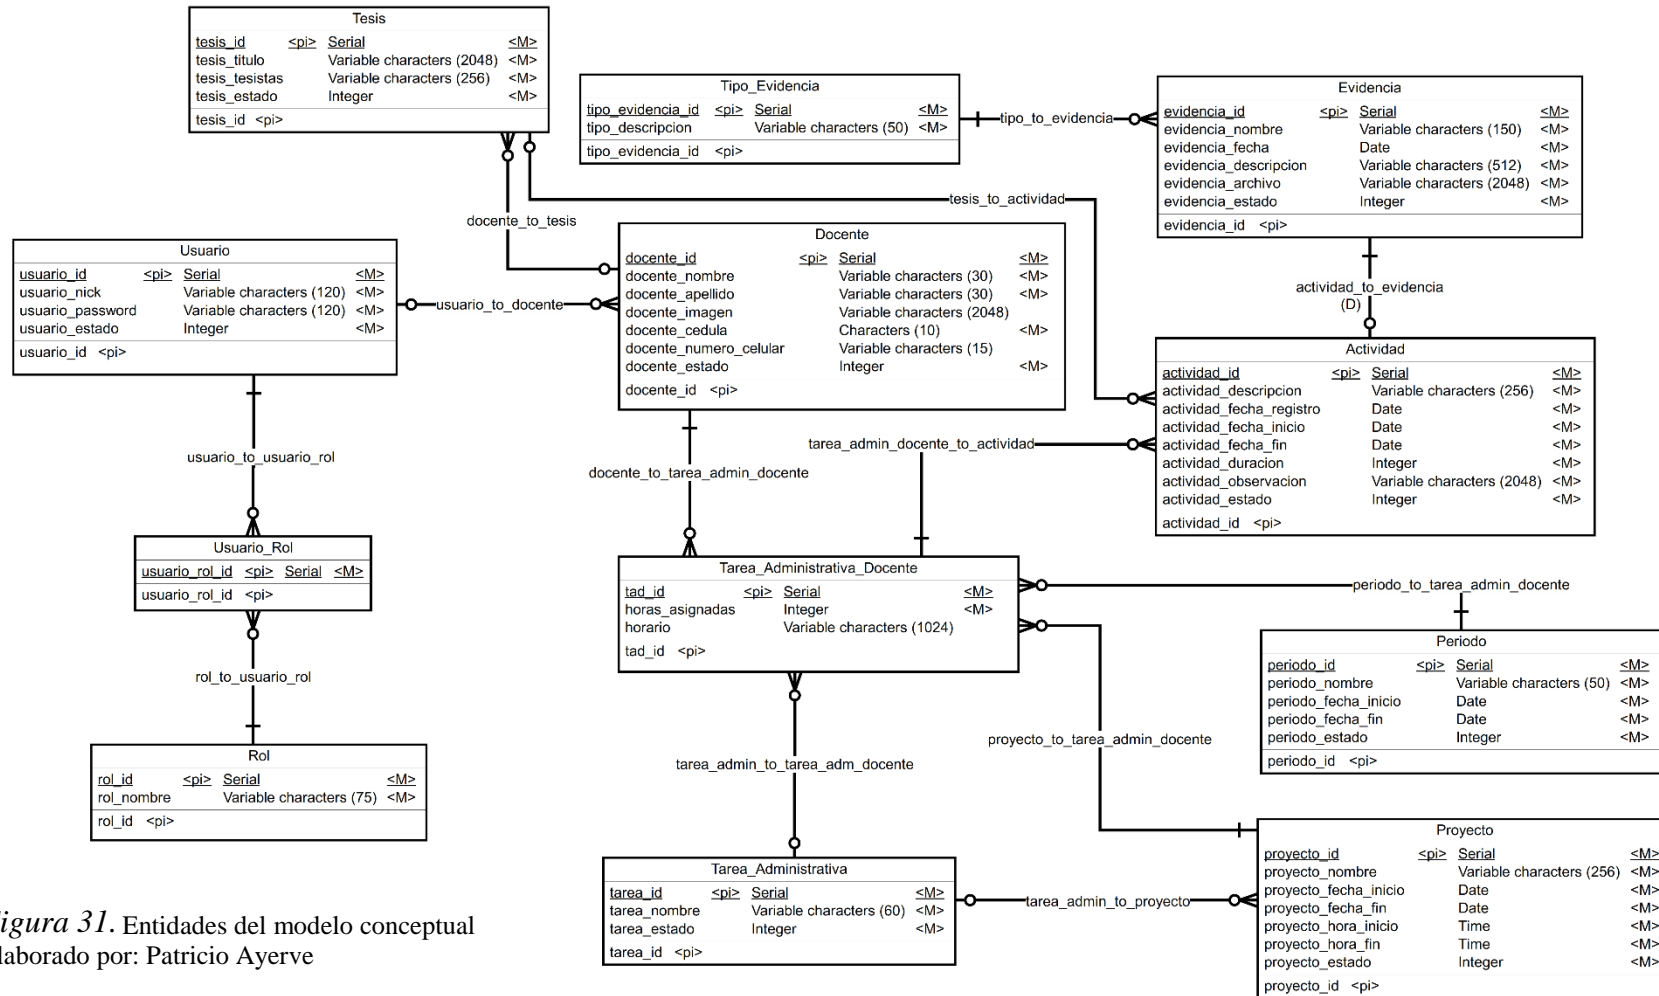 Tesis
tesis_id <pi> Serial <M>
tesis_titulo Variable characters (2048) <M>
tesis_tesistas Variable characters (256) <M>
tesis_estado Integer <M>
tesis_id <pi>
Tipo_Evidencia
tipo_evidencia_id <pi> Serial <M>
tipo_descripcion Variable characters (50) <M>
tipo_evidencia_id <pi>
tipo_to_evidencia
Evidencia
evidencia_id <pi> Serial <M>
evidencia_nombre Variable characters (150) <M>
evidencia_fecha Date <M>
evidencia_descripcion Variable characters (512) <M>
evidencia_archivo Variable characters (2048) <M>
evidencia_estado Integer <M>
evidencia_id <pi>
tesis_to_actividad
docente_to_tesis
Usuario
usuario_id <pi> Serial <M>
usuario_nick Variable characters (120) <M>
usuario_password Variable characters (120) <M>
usuario_estado Integer <M>
usuario_id <pi>
usuario_to_docente
Docente
docente_id <pi> Serial <M>
docente_nombre Variable characters (30) <M>
docente_apellido Variable characters (30) <M>
docente_imagen Variable characters (2048)
docente_cedula Characters (10) <M>
docente_numero_celular Variable characters (15)
docente_estado Integer <M>
docente_id <pi>
actividad_to_evidencia
(D)
Actividad
actividad_id <pi> Serial <M>
actividad_descripcion Variable characters (256) <M>
actividad_fecha_registro Date <M>
actividad_fecha_inicio Date <M>
actividad_fecha_fin Date <M>
actividad_duracion Integer <M>
actividad_observacion Variable characters (2048) <M>
actividad_estado Integer <M>
actividad_id <pi>
usuario_to_usuario_rol
docente_to_tarea_admin_docente
tarea_admin_docente_to_actividad
Usuario_Rol
usuario_rol_id <pi> Serial <M>
usuario_rol_id <pi>
Tarea_Administrativa_Docente
tad_id <pi> Serial <M>
horas_asignadas Integer <M>
horario Variable characters (1024)
tad_id <pi>
periodo_to_tarea_admin_docente
Periodo
periodo_id <pi> Serial <M>
periodo_nombre Variable characters (50) <M>
periodo_fecha_inicio Date <M>
periodo_fecha_fin Date <M>
periodo_estado Integer <M>
periodo_id <pi>
rol_to_usuario_rol
proyecto_to_tarea_admin_docente
tarea_admin_to_tarea_adm_docente
Rol
rol_id <pi> Serial <M>
rol_nombre Variable characters (75) <M>
rol_id <pi>
Tarea_Administrativa
tarea_id <pi> Serial <M>
tarea_nombre Variable characters (60) <M>
tarea_estado Integer <M>
tarea_id <pi>
tarea_admin_to_proyecto
Proyecto
proyecto_id <pi> Serial <M>
proyecto_nombre Variable characters (256) <M>
proyecto_fecha_inicio Date <M>
proyecto_fecha_fin Date <M>
proyecto_hora_inicio Time <M>
proyecto_hora_fin Time <M>
proyecto_estado Integer <M>
proyecto_id <pi>
igura 31. Entidades del modelo conceptual
laborado por: Patricio Ayerve